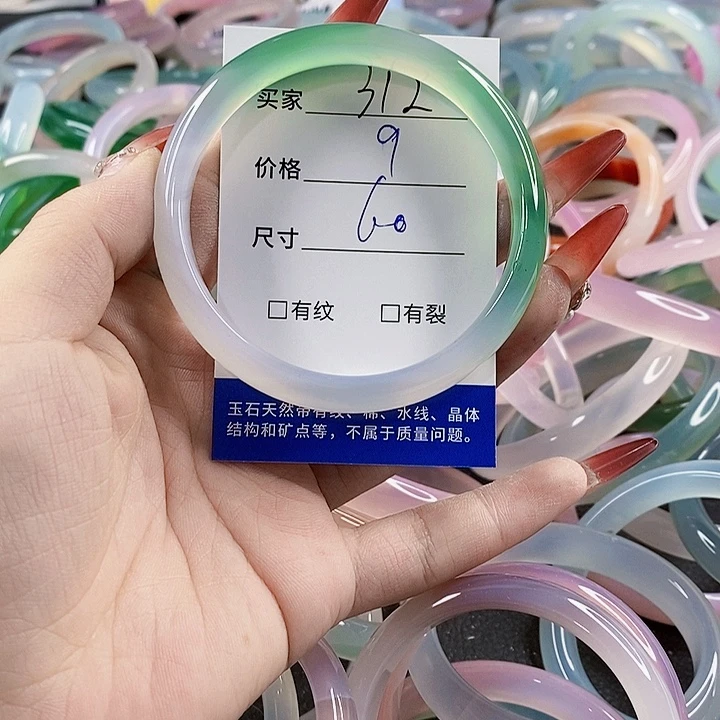 买家 312
价格 9
尺寸 60
□有纹 □有裂
玉石天然带有纹、棉、水线、晶体
结构和矿点等，不属于质量问题。